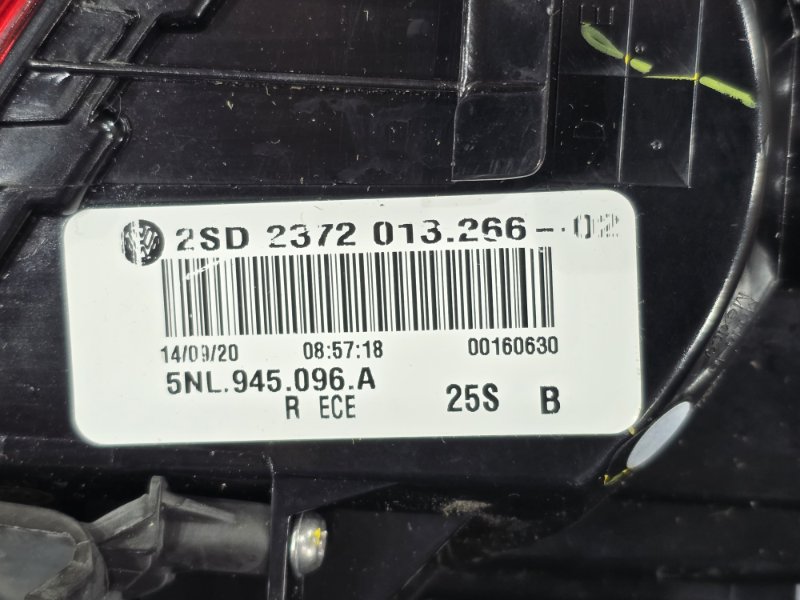 2SD 2372 013.266-02
14/09/20 08:57:18 00160630
5NL.945.096.A
R ECE 25S B